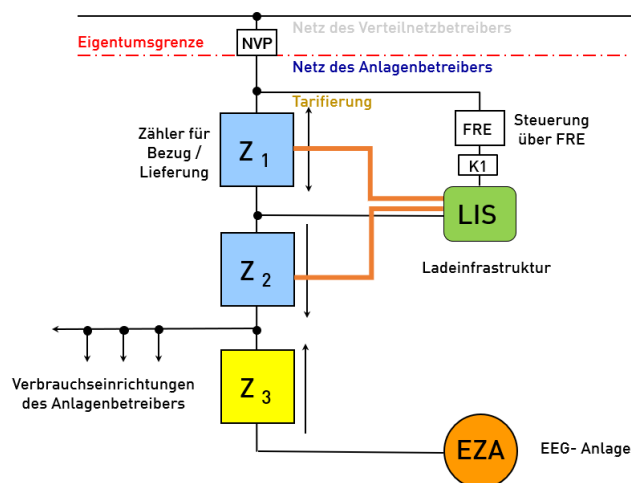 Netz des Verteilnetzbetreibers
Eigentumsgrenze
NVP
Netz des Anlagenbetreibers
Tarifierung
Zähler für
Bezug /
Lieferung
Z 1
FRE
Steuerung
über FRE
K1
LIS
Ladeinfrastruktur
Z 2
Verbrauchseinrichtungen
des Anlagenbetreibers
Z 3
EZA
EEG- Anlage